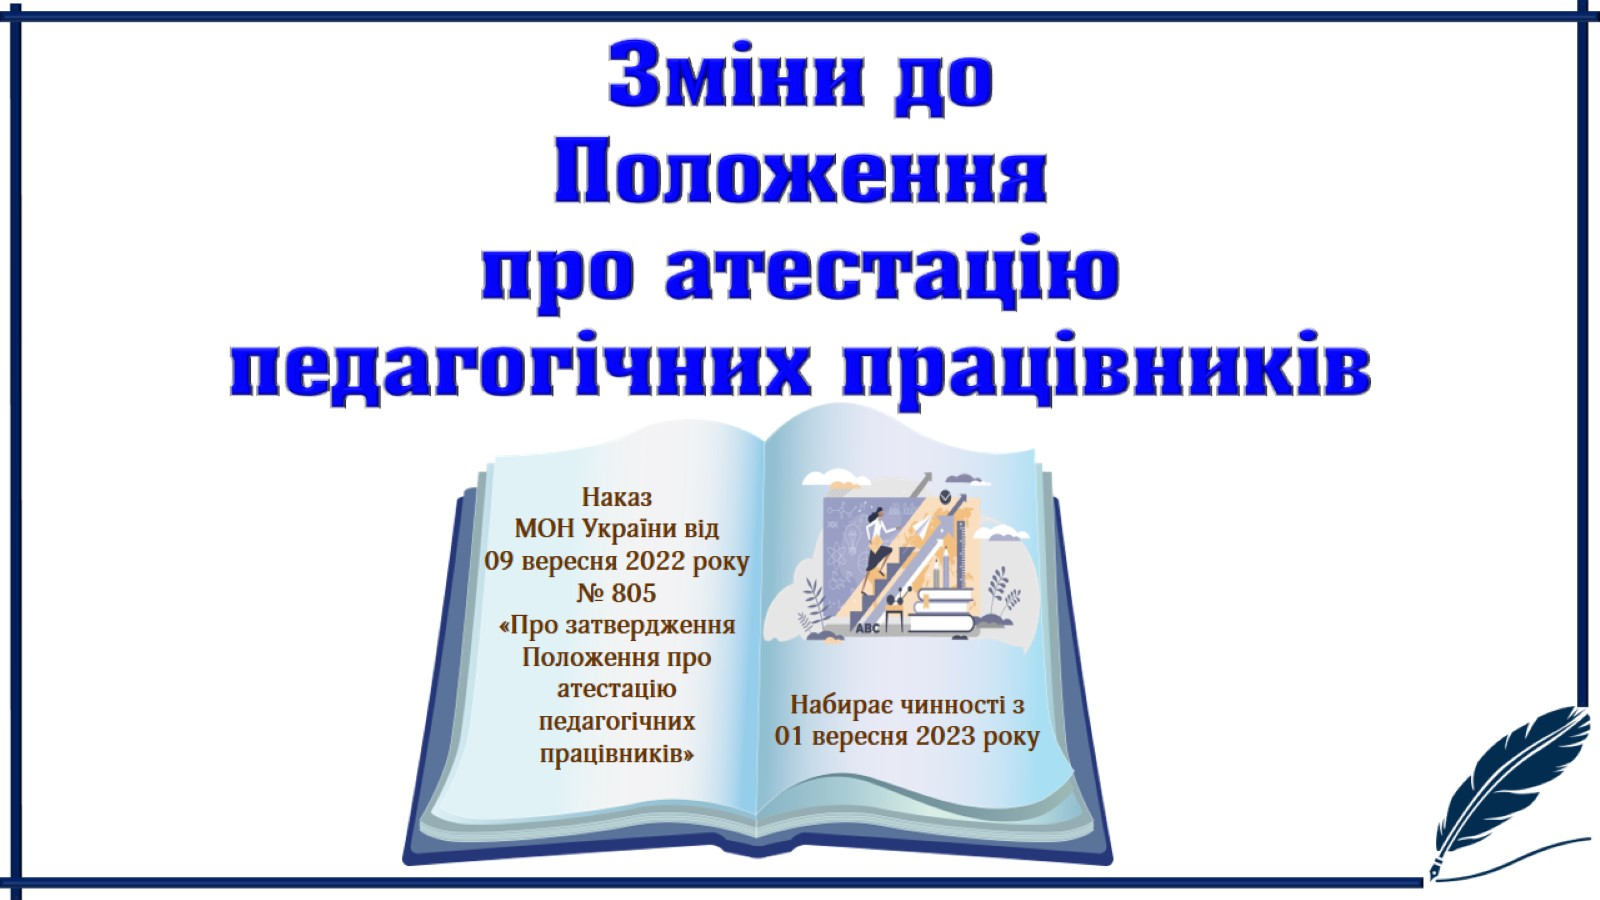 Зміни до
Положення
про атестацію
педагогічних працівників
Наказ
МОН України від
09 вересня 2022 року
№ 805
«Про затвердження
Положення про
атестацію
педагогічних
працівників»
ABC
Набирає чинності з
01 вересня 2023 року